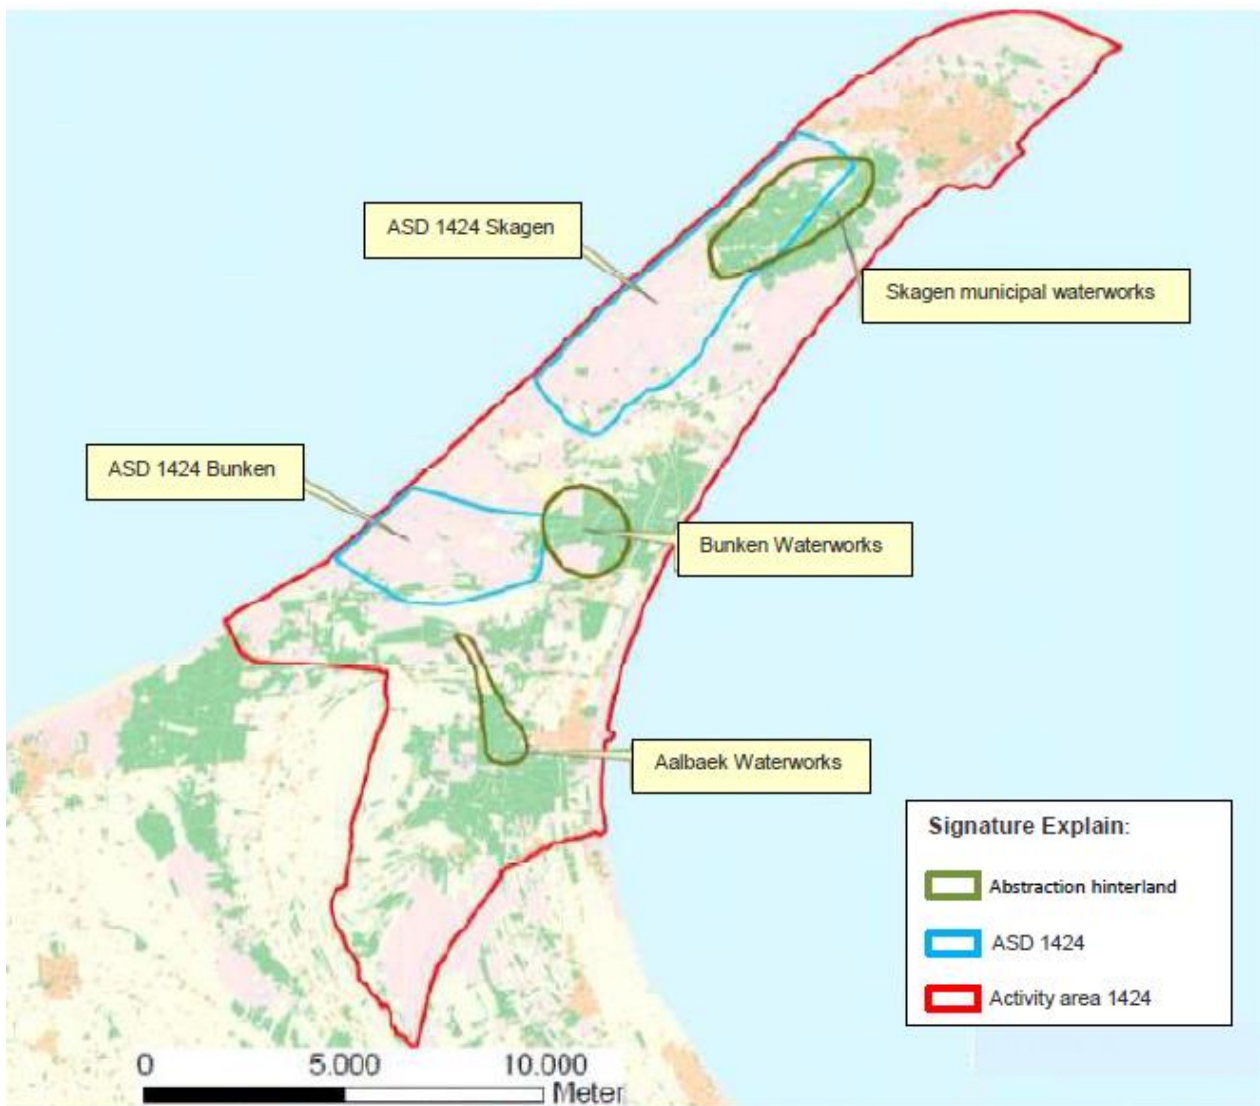 ASD 1424 Skagen
Skagen municipal waterworks
ASD 1424 Bunken
Bunken Waterworks
Aalbaek Waterworks
Signature Explain:
Abstraction hinterland
ASD 1424
Activity area 1424
0 5.000 10.000
Meter